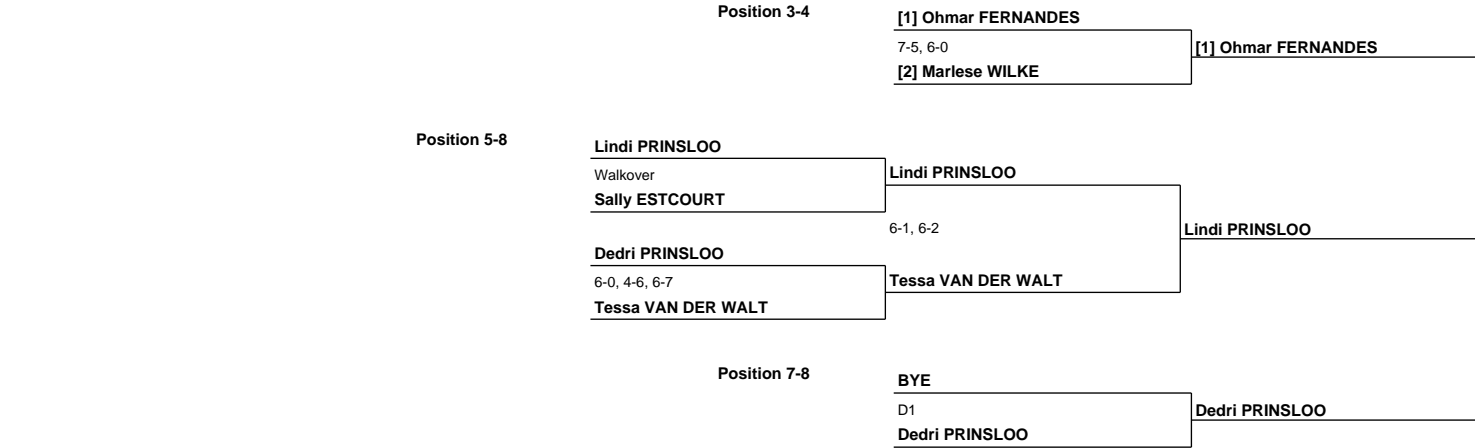 Position 3-4
[1] Ohmar FERNANDES
7-5, 6-0
[1] Ohmar FERNANDES
[2] Marlese WILKE
Position 5-8
Lindi PRINSLOO
Walkover
Lindi PRINSLOO
Sally ESTCOURT
6-1, 6-2
Lindi PRINSLOO
Dedri PRINSLOO
6-0, 4-6, 6-7
Tessa VAN DER WALT
Tessa VAN DER WALT
Position 7-8
BYE
D1
Dedri PRINSLOO
Dedri PRINSLOO